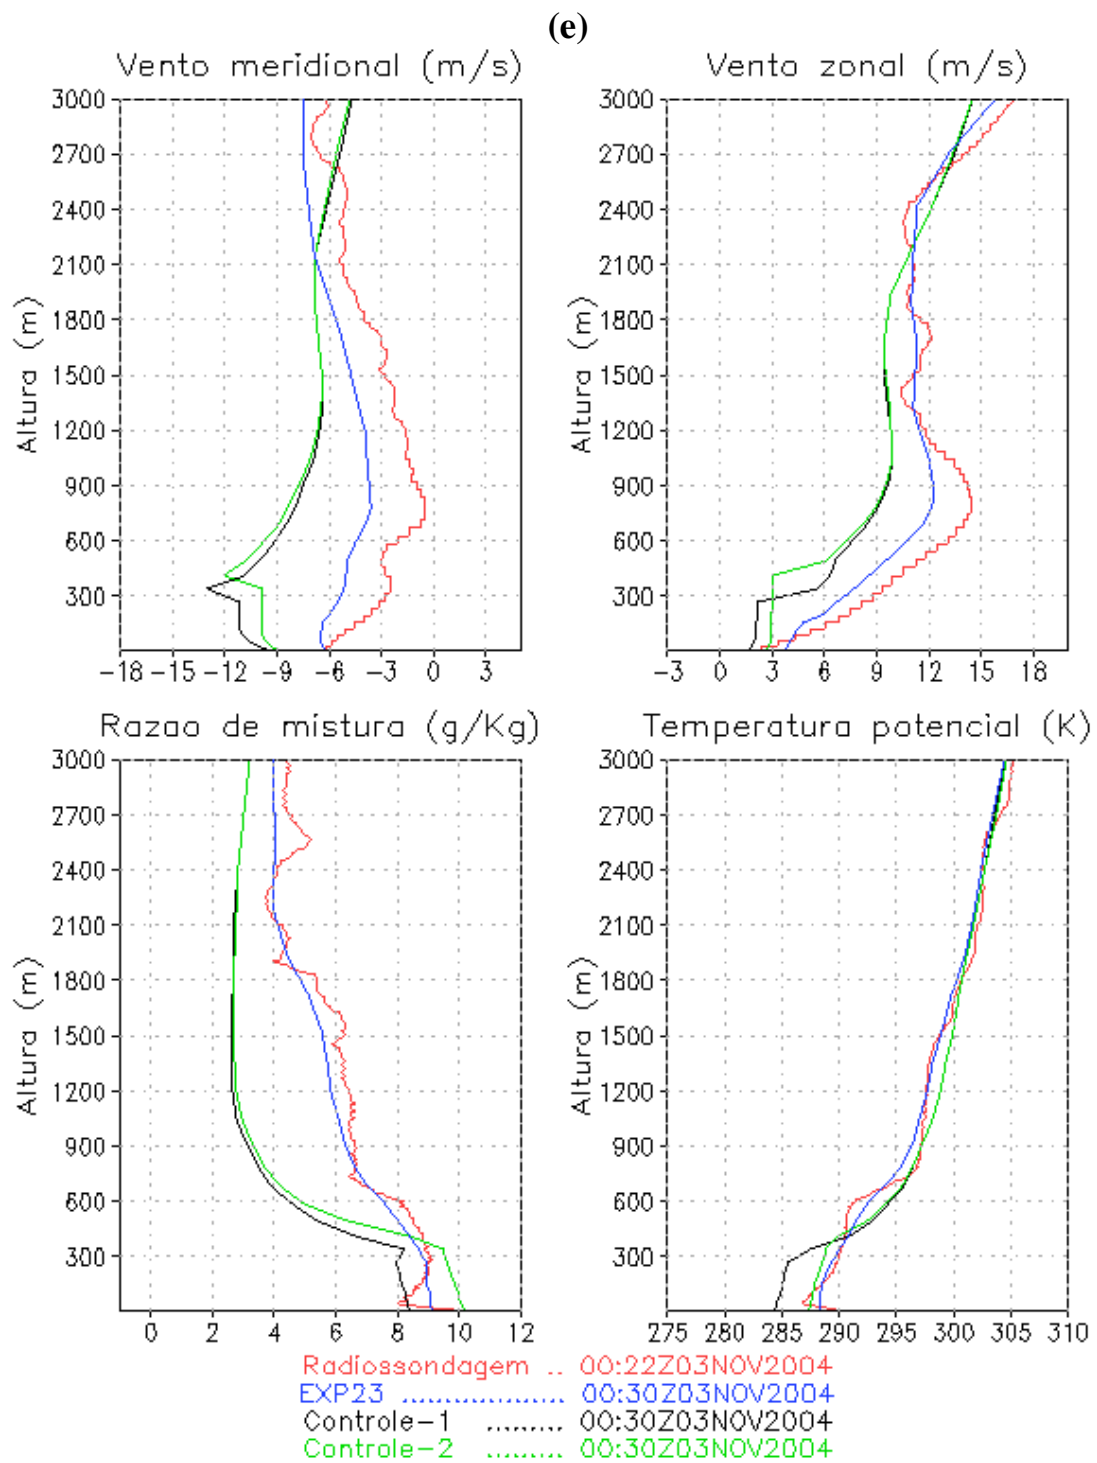 (e)
Vento meridional (m/s)
3000
2700
2400
2100
1800
1500
1200
900
600
300
Altura (m)
-18 -15 -12 -9 -6 -3 0 3
Vento zonal (m/s)
3000
2700
2400
2100
1800
1500
1200
900
600
300
Altura (m)
-3 0 3 6 9 12 15 18
Razao de mistura (g/Kg)
3000
2700
2400
2100
1800
1500
1200
900
600
300
Altura (m)
0 2 4 6 8 10 12
Temperatura potencial (K)
3000
2700
2400
2100
1800
1500
1200
900
600
300
Altura (m)
275 280 285 290 295 300 305 310
Radiossondagem .. 00:22Z03NOV2004
EXP23 .................. 00:30Z03NOV2004
Controle-1 ......... 00:30Z03NOV2004
Controle-2 ......... 00:30Z03NOV2004